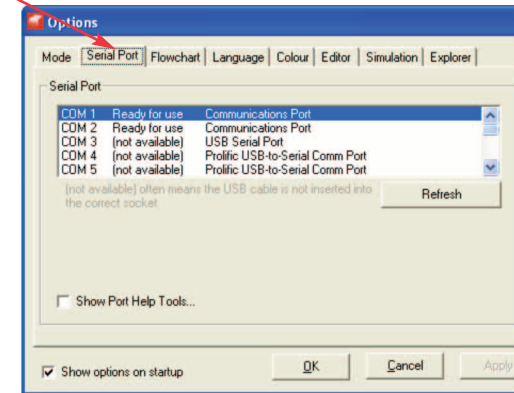 Options
Mode Serial Port Flowchart Language Colour Editor Simulation Explorer
Serial Port
COM 1 Ready for use Communications Port
COM 2 Ready for use Communications Port
COM 3 (not available) USB Serial Port
COM 4 (not available) Prolific USB-to-Serial Comm Port
COM 5 (not available) Prolific USB-to-Serial Comm Port
(not available) often means the USB cable is not inserted into
the correct socket
Refresh
Show Port Help Tools...
Show options on startup
OK
Cancel
Apply